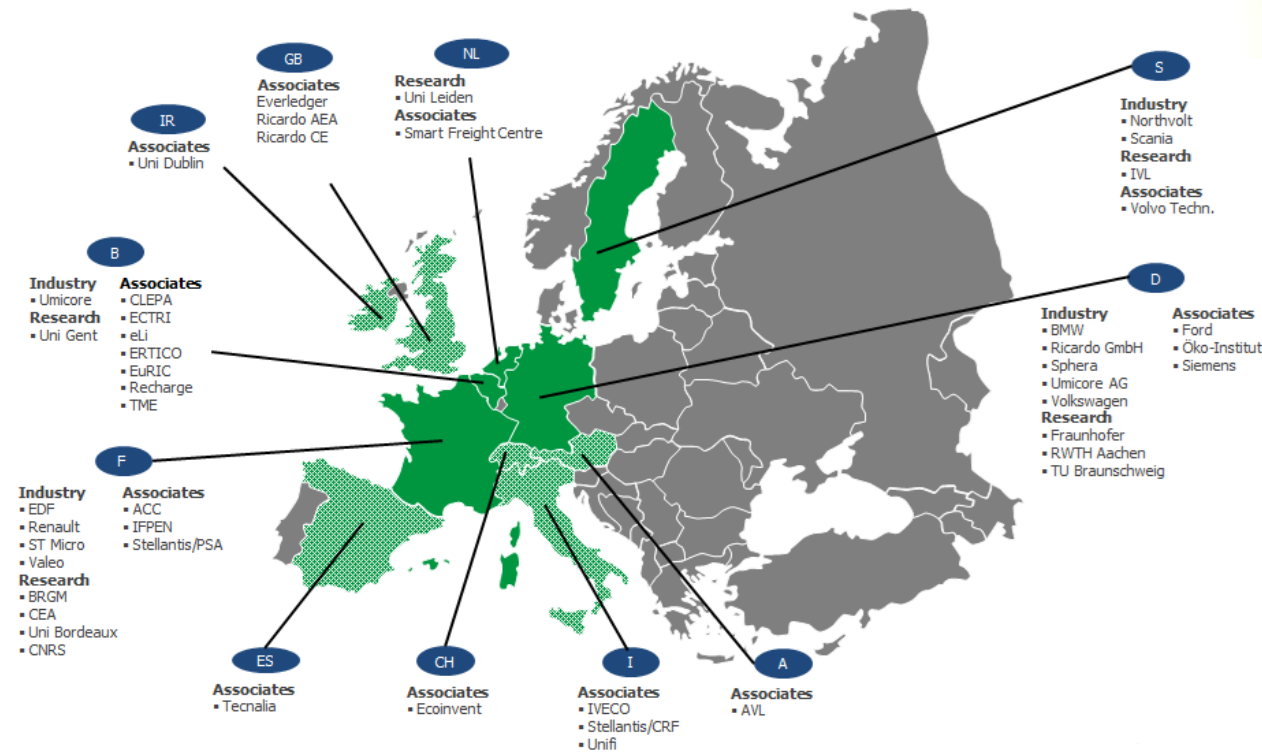 GB
Associates
Everledger
Ricardo AEA
Ricardo CE
NL
Research
▪ Uni Leiden
Associates
▪ Smart Freight Centre
S
Industry
▪ Northvolt
▪ Scania
Research
▪ IVL
Associates
▪ Volvo Techn.
IR
Associates
▪ Uni Dublin
B
Industry
▪ Umicore
Research
▪ Uni Gent
Associates
▪ CLEPA
▪ ECTRI
▪ eLi
▪ ERTICO
▪ EuRIC
▪ Recharge
▪ TME
D
Industry
▪ BMW
▪ Ricardo GmbH
▪ Sphera
▪ Umicore AG
▪ Volkswagen
Research
▪ Fraunhofer
▪ RWTH Aachen
▪ TU Braunschweig
Associates
▪ Ford
▪ Öko-Institut
▪ Siemens
F
Industry
▪ EDF
▪ Renault
▪ ST Micro
▪ Valeo
Research
▪ BRGM
▪ CEA
▪ Uni Bordeaux
▪ CNRS
Associates
▪ ACC
▪ IFPEN
▪ Stellantis/PSA
ES
Associates
▪ Tecnalia
CH
Associates
▪ Ecoinvent
I
Associates
▪ IVECO
▪ Stellantis/CRF
▪ Unifi
A
Associates
▪ AVL